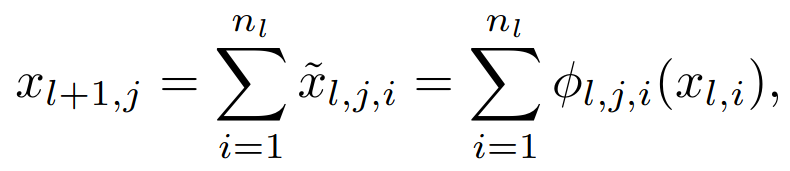 $x_{l+1,j} = \sum_{i=1}^{n_l} \tilde{x}_{l,j,i} = \sum_{i=1}^{n_l} \phi_{l,j,i}(x_{l,i}),$